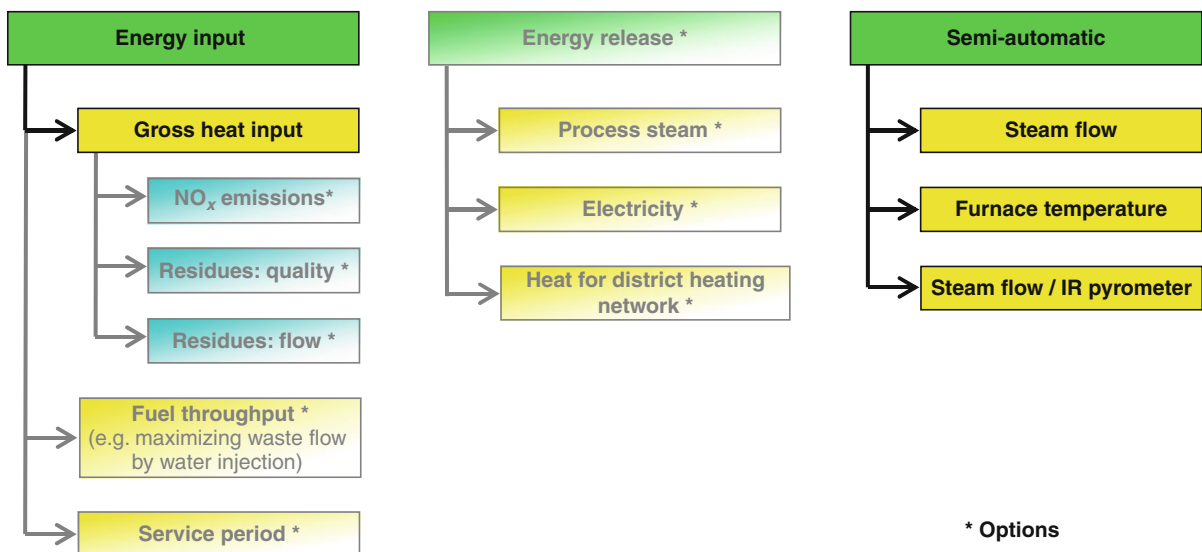 Energy input
Gross heat input
NOx emissions*
Residues: quality *
Residues: flow *
Fuel throughput *
(e.g. maximizing waste flow
by water injection)
Service period *
Energy release *
Process steam *
Electricity *
Heat for district heating
network *
Semi-automatic
Steam flow
Furnace temperature
Steam flow / IR pyrometer
* Options